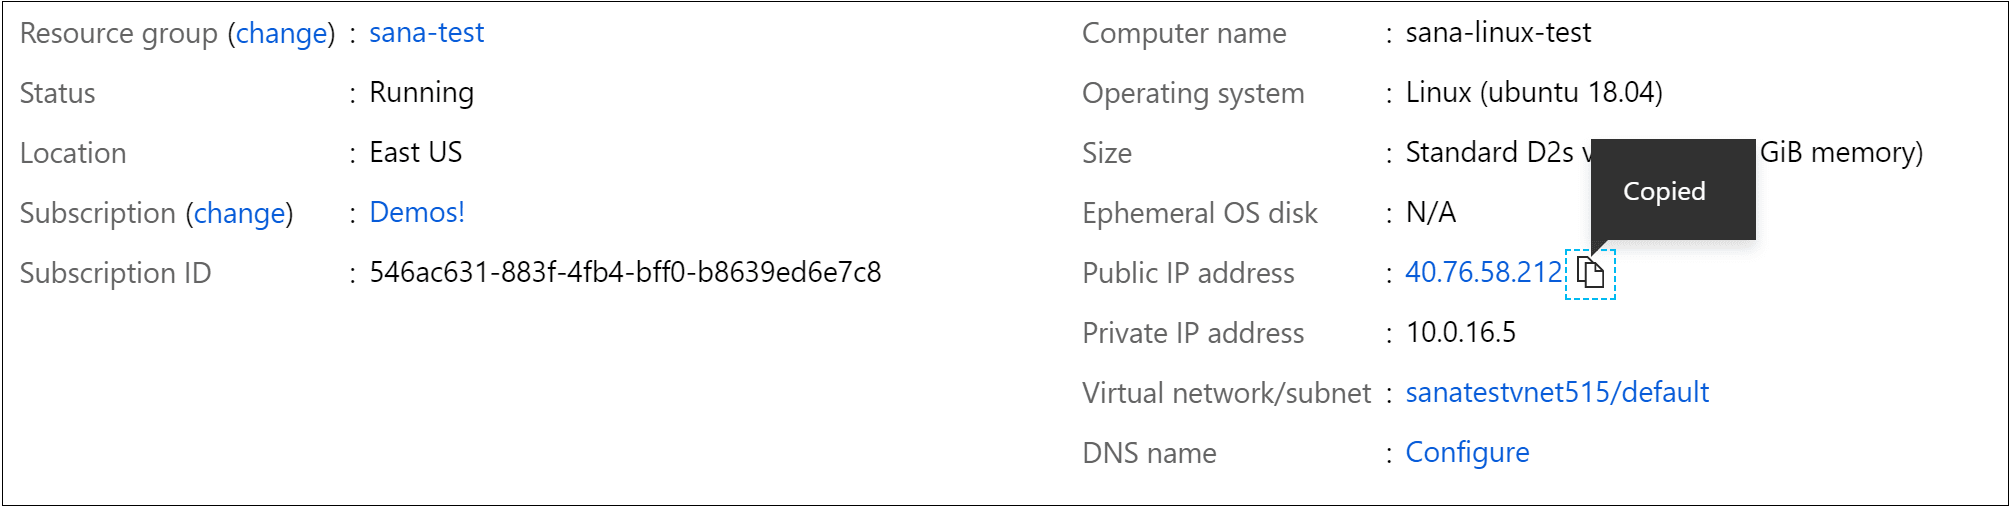 Resource group (change) : sana-test
Status : Running
Location : East US
Subscription (change) : Demos!
Subscription ID : 546ac631-883f-4fb4-bff0-b8639ed6e7c8
Computer name : sana-linux-test
Operating system : Linux (ubuntu 18.04)
Size : Standard D2s GiB memory)
Copied
Ephemeral OS disk : N/A
Public IP address : 40.76.58.212
Private IP address : 10.0.16.5
Virtual network/subnet : sanatestvnet515/default
DNS name : Configure